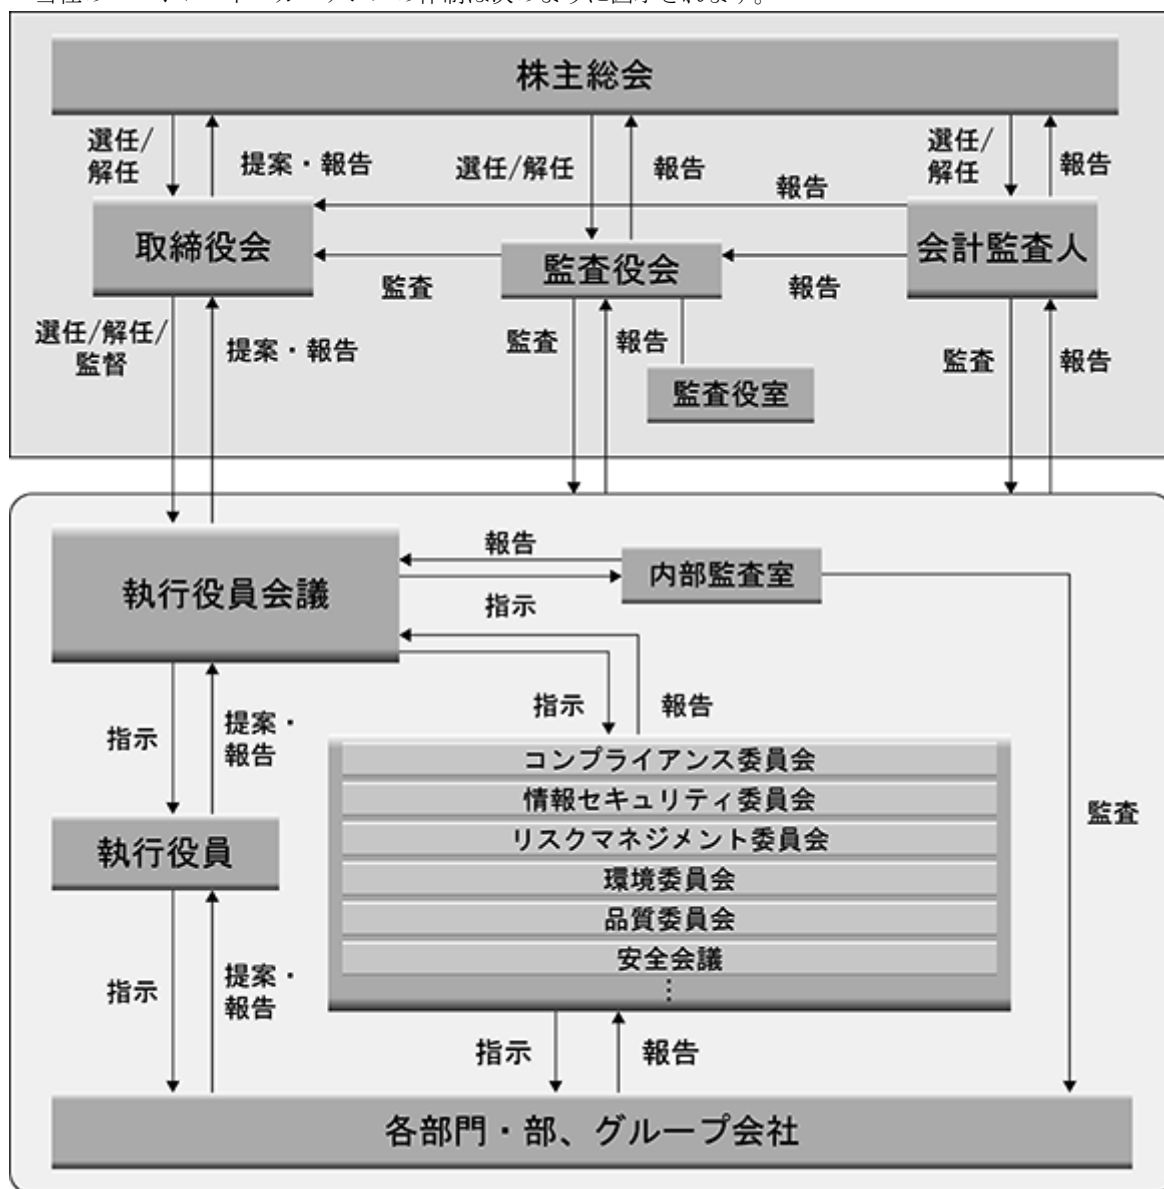 株主総会
選任/
解任
提案・報告
選任/解任
報告
選任/
解任
報告
報告
取締役会
監査役会
会計監査人
監査
報告
選任/解任/
監督
提案・報告
監査
報告
監査
報告
監査役室
執行役員会議
報告
内部監査室
指示
指示
報告
指示
提案・
報告
コンプライアンス委員会
情報セキュリティ委員会
リスクマネジメント委員会
環境委員会
品質委員会
安全会議
⋮
監査
執行役員
指示
提案・
報告
指示
報告
各部門・部、グループ会社